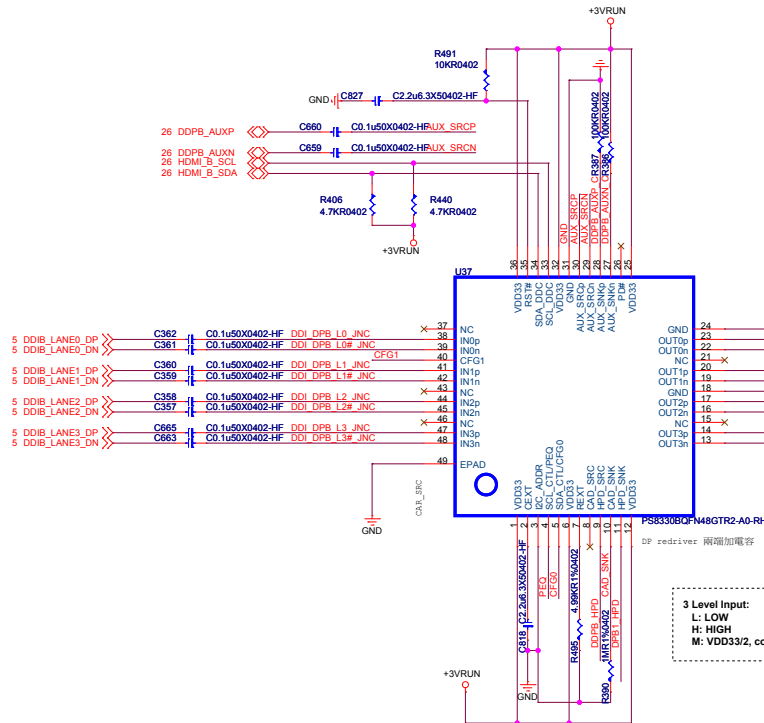 +3VRUN
R491
10KR0402
GND
C827
C2.2u6.3X50402-HF
26 DDPB_AUXP
C660
C0.1u50X0402-HF
AUX_SRCP
26 DDPB_AUXN
C659
C0.1u50X0402-HF
AUX_SRCN
26 HDMI_B_SCL
26 HDMI_B_SDA
R406
4.7KR0402
R440
4.7KR0402
+3VRUN
R387
100KR0402
R386
100KR0402
GND
AUX_SRCP
AUX_SRCN
DDPB_AUXP_C
DDPB_AUXN_C
36 35 34 33 32 31 30 29 28 27 26 25
U37
VDD33
RST#
SDA_DDC
SCL_DDC
VDD33
GND
AUX_SRCp
AUX_SRCn
AUX_SNKp
AUX_SNKn
PD#
VDD33
5 DDIB_LANE0_DP
C362
C0.1u50X0402-HF
DDI_DPB_L0_JNC
5 DDIB_LANE0_DN
C361
C0.1u50X0402-HF
DDI_DPB_L0#_JNC
CFG1
5 DDIB_LANE1_DP
C360
C0.1u50X0402-HF
DDI_DPB_L1_JNC
5 DDIB_LANE1_DN
C359
C0.1u50X0402-HF
DDI_DPB_L1#_JNC
5 DDIB_LANE2_DP
C358
C0.1u50X0402-HF
DDI_DPB_L2_JNC
5 DDIB_LANE2_DN
C357
C0.1u50X0402-HF
DDI_DPB_L2#_JNC
5 DDIB_LANE3_DP
C665
C0.1u50X0402-HF
DDI_DPB_L3_JNC
5 DDIB_LANE3_DN
C663
C0.1u50X0402-HF
DDI_DPB_L3#_JNC
37 NC
38 IN0p
39 IN0n
40 CFG1
41 IN1p
42 IN1n
43 NC
44 IN2p
45 IN2n
46 NC
47 IN3p
48 IN3n
49 EPAD
GND 24
OUT0p 23
OUT0n 22
NC 21
OUT1p 20
OUT1n 19
GND 18
OUT2p 17
OUT2n 16
NC 15
OUT3p 14
OUT3n 13
GND
CAR_SRC
VDD33
CEXT
I2C_ADDR
SCL_CTL/PEQ
SDA_CTL/CFG0
VDD33
REXT
CAD_SRC
HPD_SRC
CAD_SNK
HPD_SNK
VDD33
1 2 3 4 5 6 7 8 9 10 11 12
PS8330BQFN48GTR2-A0-RH
DP redriver 兩端加電容
C818
C2.2u6.3X50402-HF
PEQ
CFG0
R495
4.99KR1%0402
DDPB_HPD
CAD_SNK
DPB1_HPD
R390
1MR1%0402
GND
+3VRUN
3 Level Input:
L: LOW
H: HIGH
M: VDD33/2, co